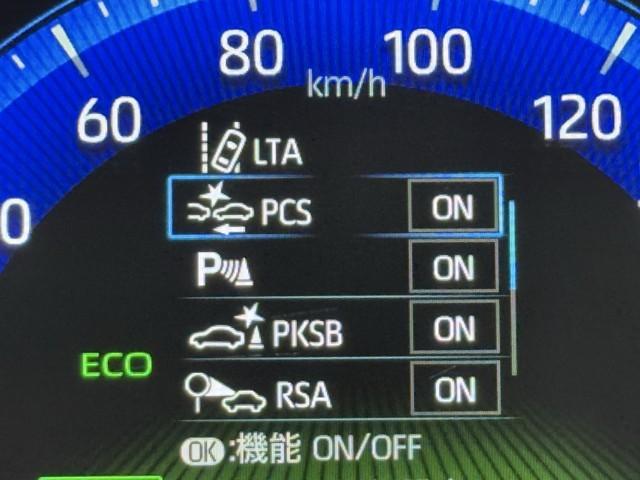 80
100
km/h
60
120
0
LTA
PCS ON
P ON
PKSB ON
ECO
RSA ON
OK:機能 ON/OFF